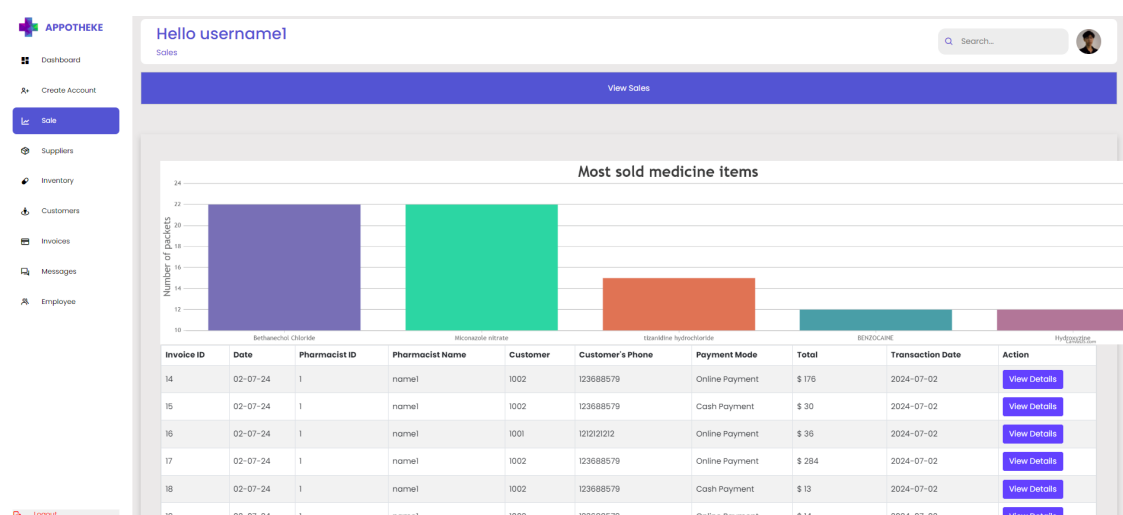 APPOTHEKE
Dashboard
Create Account
Sale
Suppliers
Inventory
Customers
Invoices
Messages
Employee
Logout
Hello username1
Sales
Search...
View Sales
Most sold medicine items
Number of packets
24
22
20
18
16
14
12
10
Bethanechol Chloride
Miconazole nitrate
tizanidine hydrochloride
BENZOCAINE
Hydroxyzine
CanvasJS.com
Invoice ID Date Pharmacist ID Pharmacist Name Customer Customer's Phone Payment Mode Total Transaction Date Action
14 02-07-24 1 name1 1002 123688579 Online Payment $ 176 2024-07-02 View Details
15 02-07-24 1 name1 1002 123688579 Cash Payment $ 30 2024-07-02 View Details
16 02-07-24 1 name1 1001 1212121212 Online Payment $ 36 2024-07-02 View Details
17 02-07-24 1 name1 1002 123688579 Online Payment $ 284 2024-07-02 View Details
18 02-07-24 1 name1 1002 123688579 Cash Payment $ 13 2024-07-02 View Details